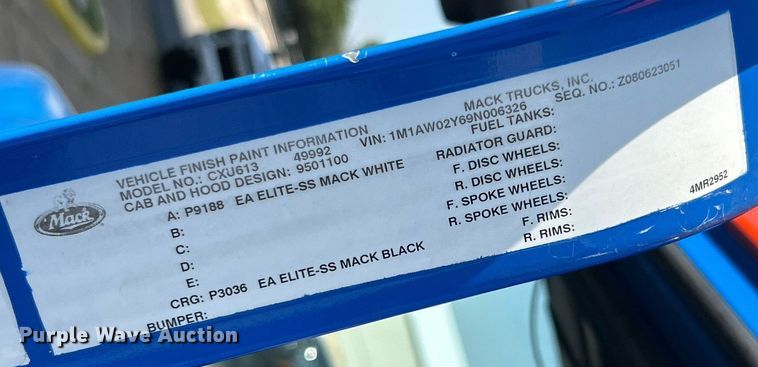 Mack
VEHICLE FINISH PAINT INFORMATION MACK TRUCKS, INC.
MODEL NO.: CXU613 49992 VIN: 1M1AW02Y69N006326 SEQ. NO.: Z080623051
CAB AND HOOD DESIGN: 9501100 FUEL TANKS:
A: P9188 EA ELITE-SS MACK WHITE RADIATOR GUARD:
B: F. DISC WHEELS:
C: R. DISC WHEELS:
D: F. SPOKE WHEELS:
E: R. SPOKE WHEELS:
CRG: P3036 EA ELITE-SS MACK BLACK F. RIMS:
BUMPER: R. RIMS:
4MR2952
Purple Wave Auction